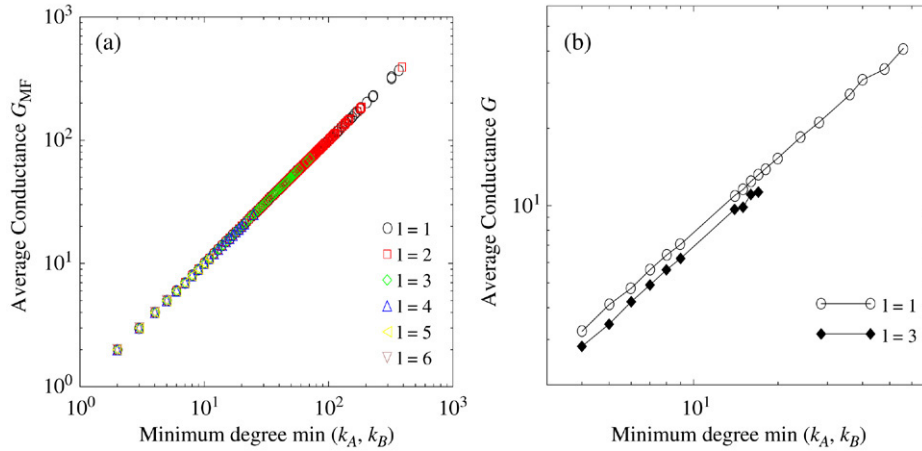 (a)
Average Conductance G_MF
10³
10²
10¹
10⁰
10⁰ 10¹ 10² 10³
Minimum degree min (k_A, k_B)
l = 1
l = 2
l = 3
l = 4
l = 5
l = 6
(b)
Average Conductance G
10¹
10¹
Minimum degree min (k_A, k_B)
l = 1
l = 3